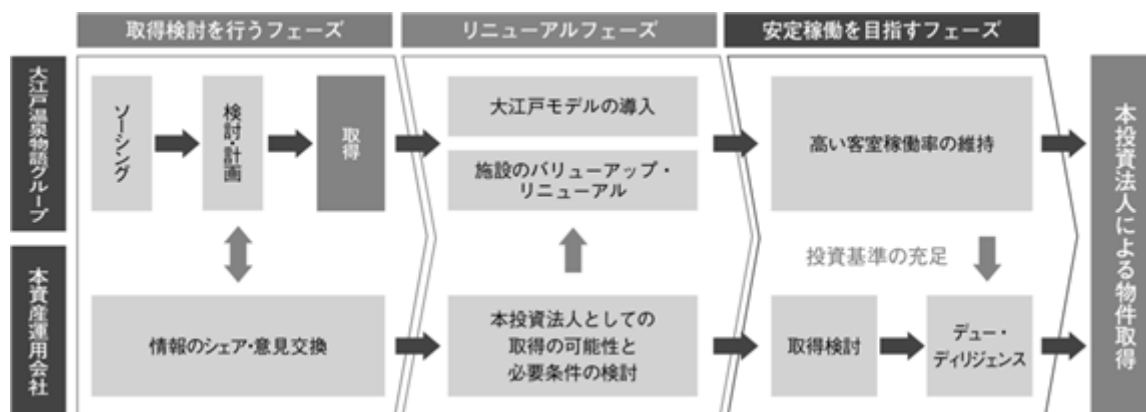 取得検討を行うフェーズ
リニューアルフェーズ
安定稼働を目指すフェーズ
大江戸温泉物語グループ
ソーシング
検討・計画
取得
大江戸モデルの導入
施設のバリューアップ・
リニューアル
高い客室稼働率の維持
投資基準の充足
本資産運用会社
情報のシェア・意見交換
本投資法人としての
取得の可能性と
必要条件の検討
取得検討
デュー・
ディリジェンス
本投資法人による物件取得